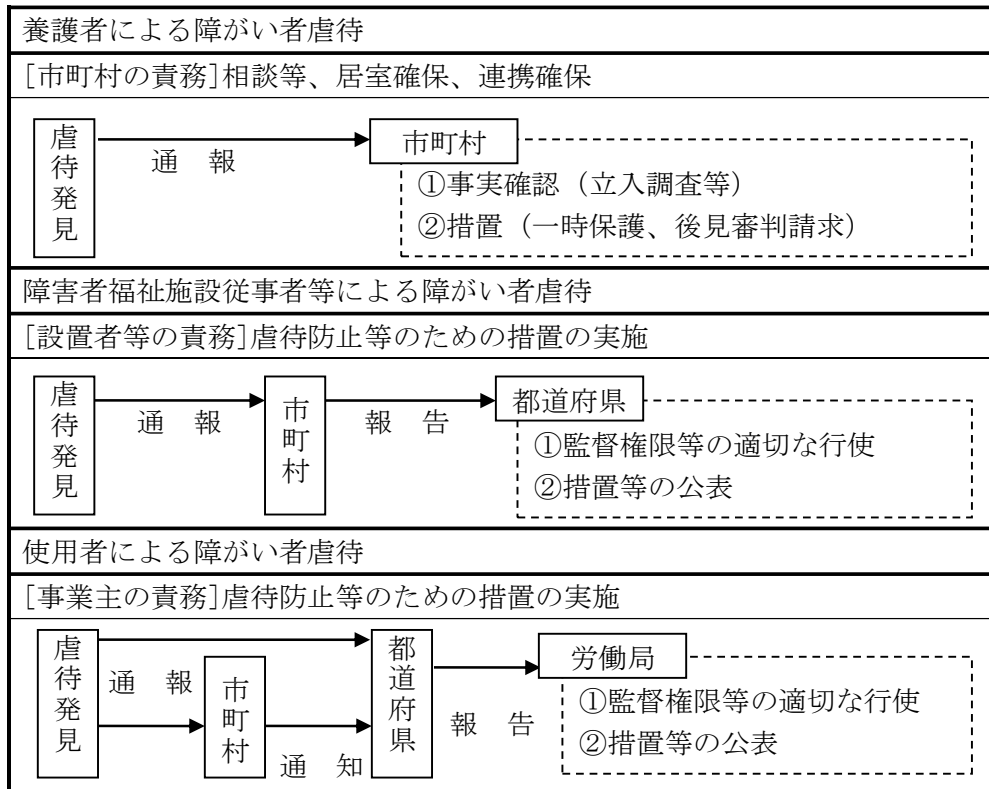 養護者による障がい者虐待
[市町村の責務]相談等、居室確保、連携確保
虐待発見
通 報
市町村
①事実確認（立入調査等）
②措置（一時保護、後見審判請求）
障害者福祉施設従事者等による障がい者虐待
[設置者等の責務]虐待防止等のための措置の実施
虐待発見
通 報
市町村
報 告
都道府県
①監督権限等の適切な行使
②措置等の公表
使用者による障がい者虐待
[事業主の責務]虐待防止等のための措置の実施
虐待発見
通 報
市町村
通 知
都道府県
報 告
労働局
①監督権限等の適切な行使
②措置等の公表